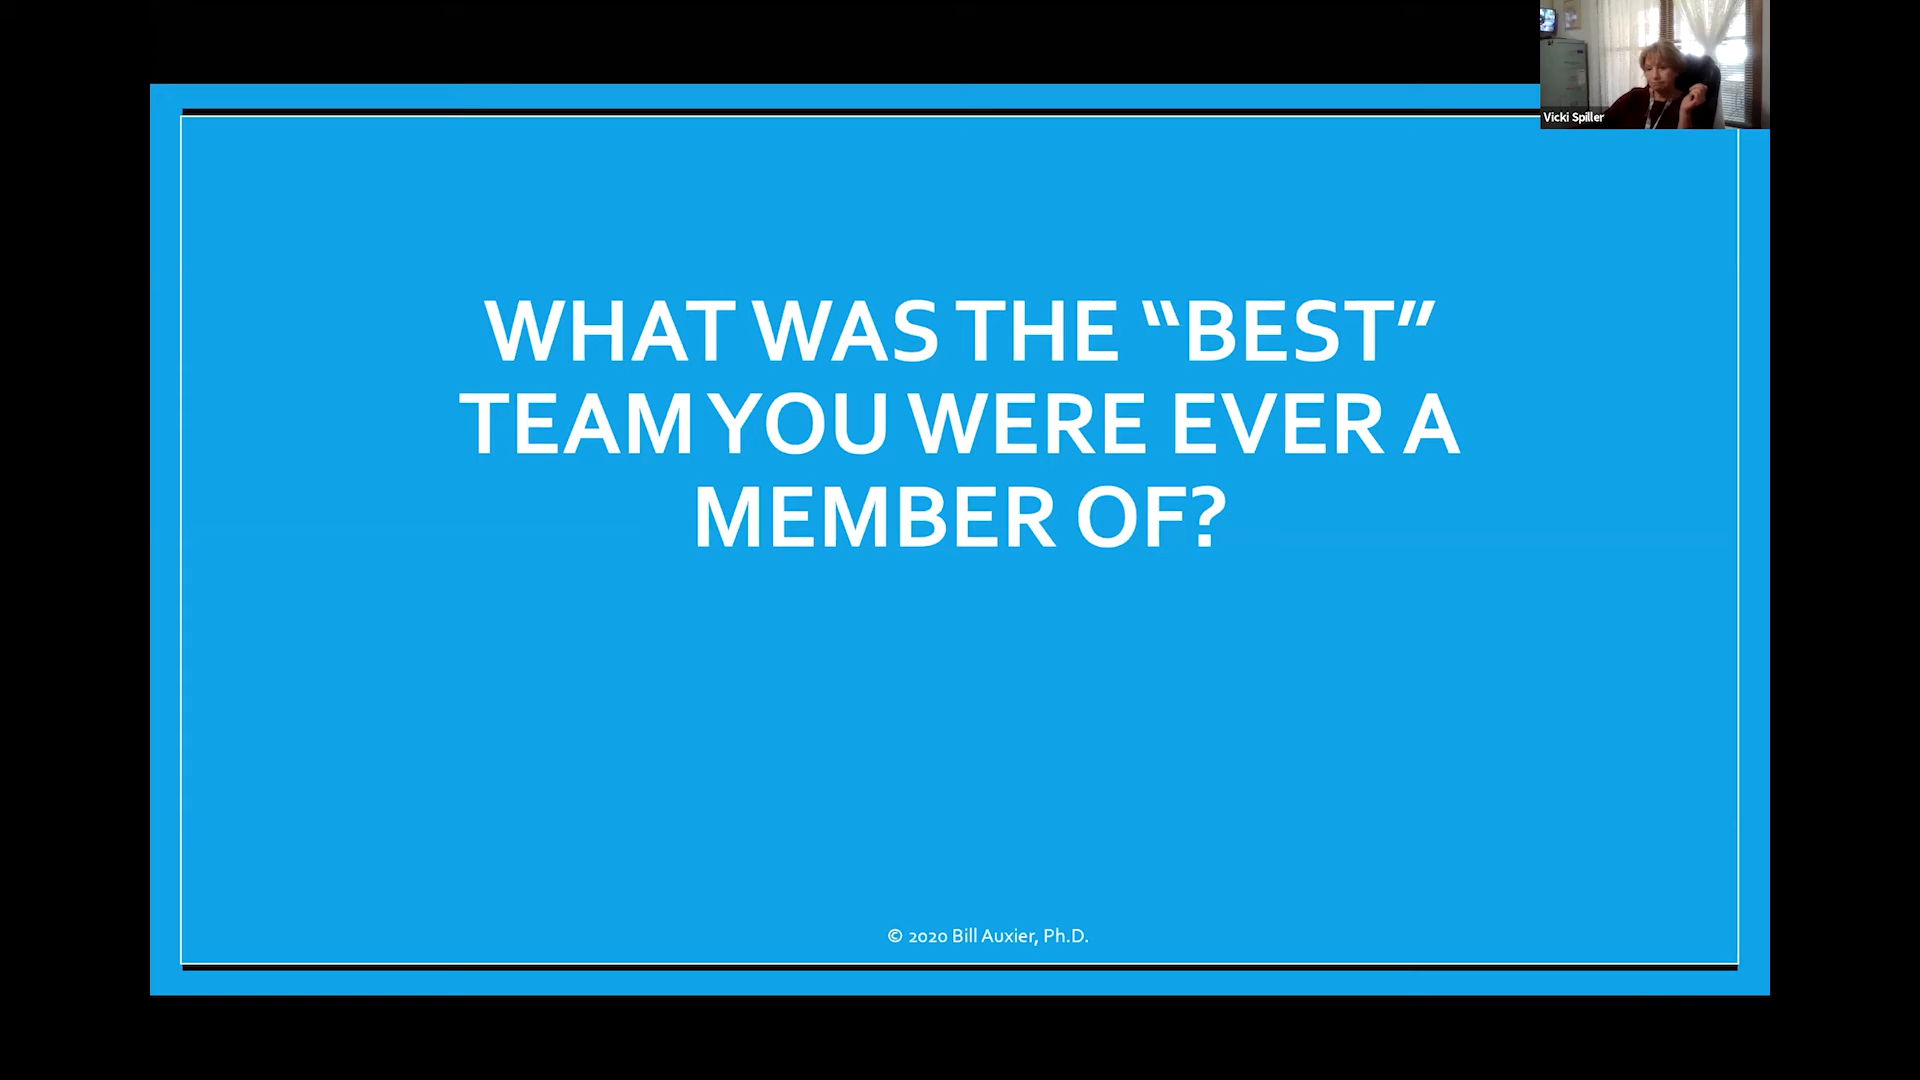 Vicki Spiller
WHAT WAS THE “BEST”
TEAM YOU WERE EVER A
MEMBER OF?
© 2020 Bill Auxier, Ph.D.